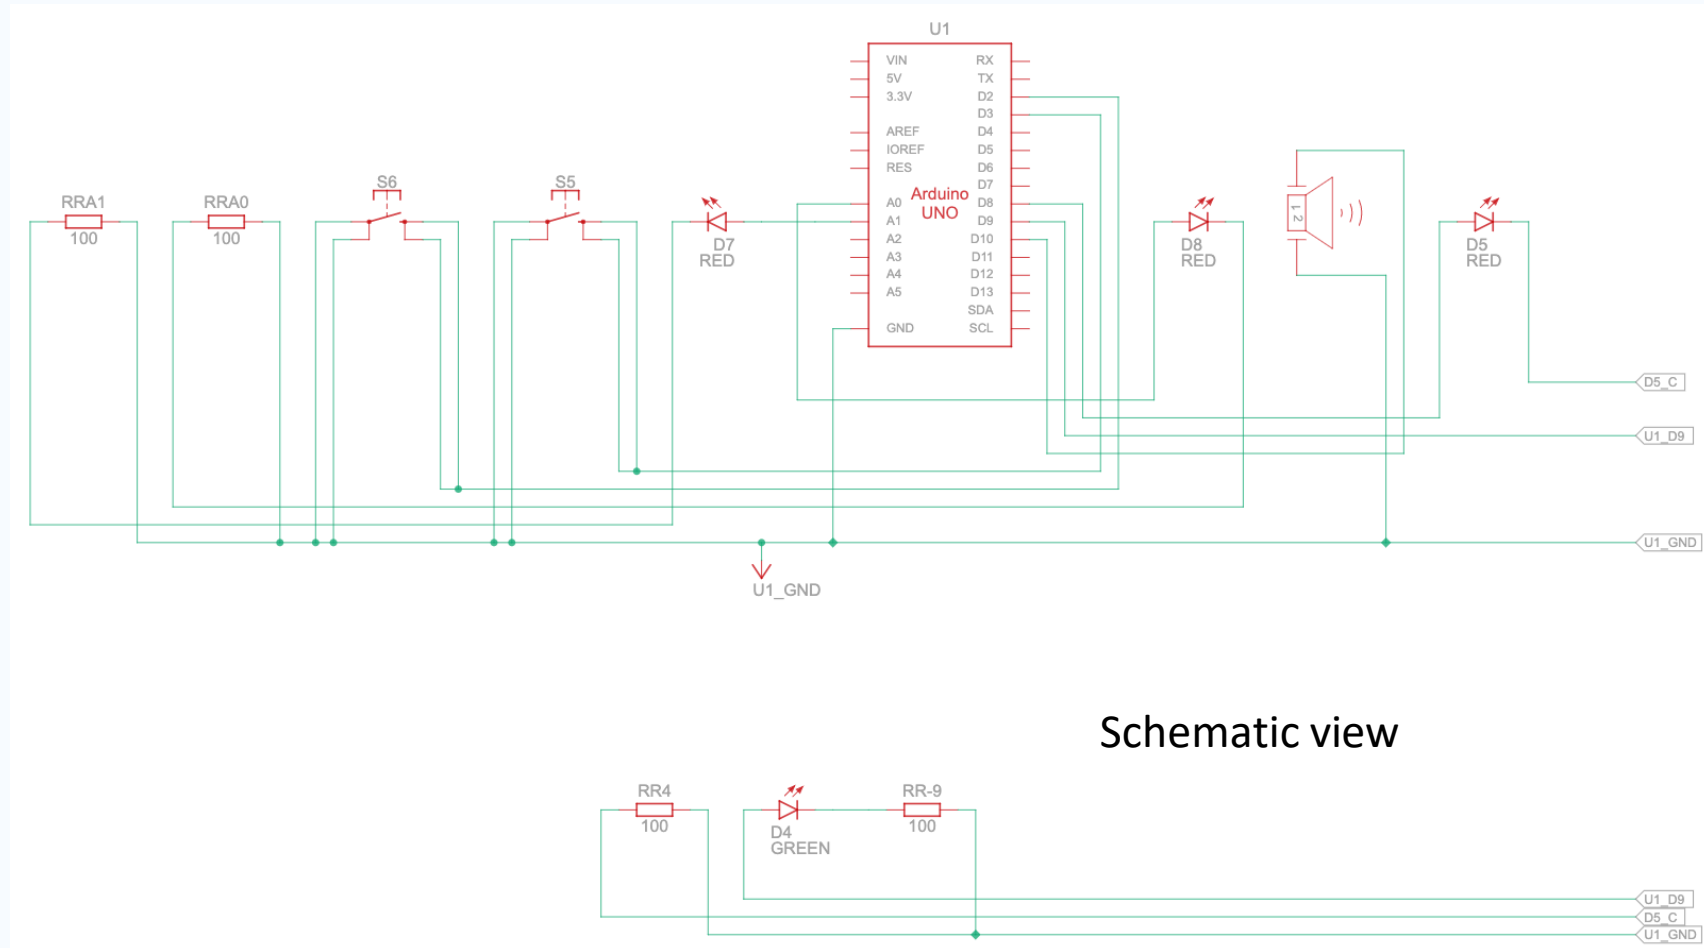 U1
VIN
5V
3.3V
AREF
IOREF
RES
A0
A1
A2
A3
A4
A5
GND
Arduino
UNO
RX
TX
D2
D3
D4
D5
D6
D7
D8
D9
D10
D11
D12
D13
SDA
SCL
RRA1
100
RRA0
100
S6
S5
D7
RED
D8
RED
1 2
D5
RED
D5_C
U1_D9
U1_GND
U1_GND
Schematic view
RR4
100
D4
GREEN
RR-9
100
U1_D9
D5_C
U1_GND